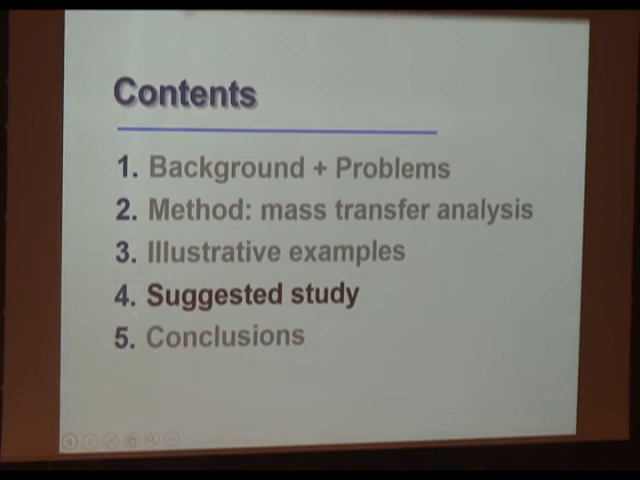 Contents
1. Background + Problems
2. Method: mass transfer analysis
3. Illustrative examples
4. Suggested study
5. Conclusions